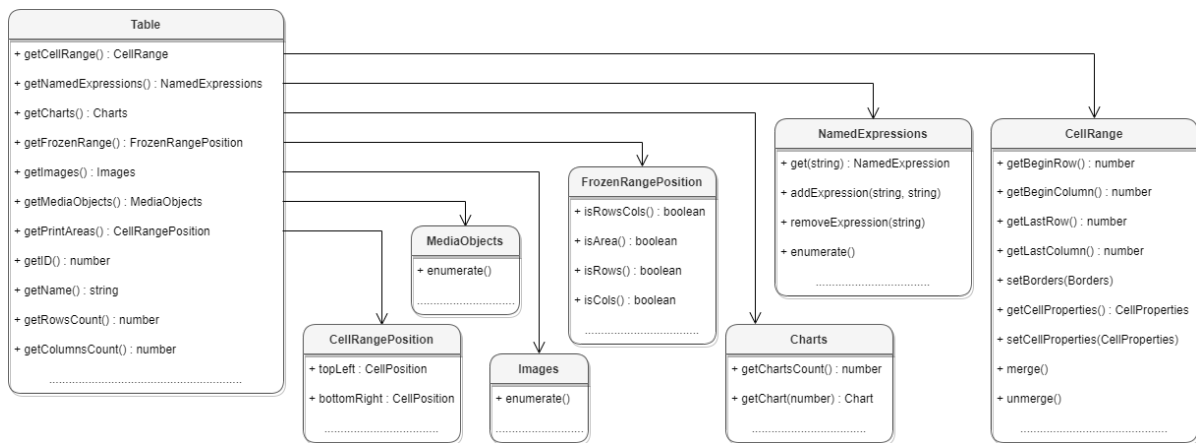 Table
+ getCellRange() : CellRange
+ getNamedExpressions() : NamedExpressions
+ getCharts() : Charts
+ getFrozenRange() : FrozenRangePosition
+ getImages() : Images
+ getMediaObjects() : MediaObjects
+ getPrintAreas() : CellRangePosition
+ getID() : number
+ getName() : string
+ getRowsCount() : number
+ getColumnsCount() : number
..........................................................
CellRangePosition
+ topLeft : CellPosition
+ bottomRight : CellPosition
..................................
MediaObjects
+ enumerate()
..............................
Images
+ enumerate()
..........................
FrozenRangePosition
+ isRowsCols() : boolean
+ isArea() : boolean
+ isRows() : boolean
+ isCols() : boolean
..................................
NamedExpressions
+ get(string) : NamedExpression
+ addExpression(string, string)
+ removeExpression(string)
+ enumerate()
..................................
Charts
+ getChartsCount() : number
+ getChart(number) : Chart
..................................
CellRange
+ getBeginRow() : number
+ getBeginColumn() : number
+ getLastRow() : number
+ getLastColumn() : number
+ setBorders(Borders)
+ getCellProperties() : CellProperties
+ setCellProperties(CellProperties)
+ merge()
+ unmerge()
....................................